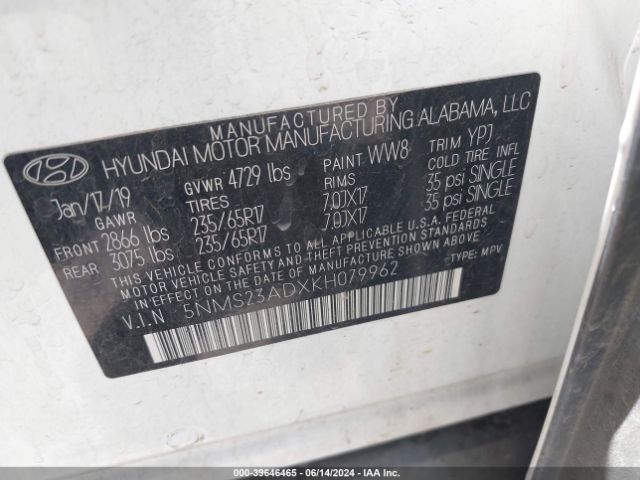 MANUFACTURED BY
HYUNDAI MOTOR MANUFACTURING ALABAMA, LLC
Jan/17/19 GVWR 4729 lbs PAINT WW8 TRIM YPJ
GAWR TIRES RIMS COLD TIRE INFL
FRONT 2866 lbs 235/65R17 7.0JX17 35 psi SINGLE
REAR 3075 lbs 235/65R17 7.0JX17 35 psi SINGLE
THIS VEHICLE CONFORMS TO ALL APPLICABLE U.S.A. FEDERAL
MOTOR VEHICLE SAFETY AND THEFT PREVENTION STANDARDS
IN EFFECT ON THE DATE OF MANUFACTURE SHOWN ABOVE.
V.I.N 5NMS23ADXKH079962 TYPE: MPV
000-39646465 - 06/14/2024 - IAA Inc.